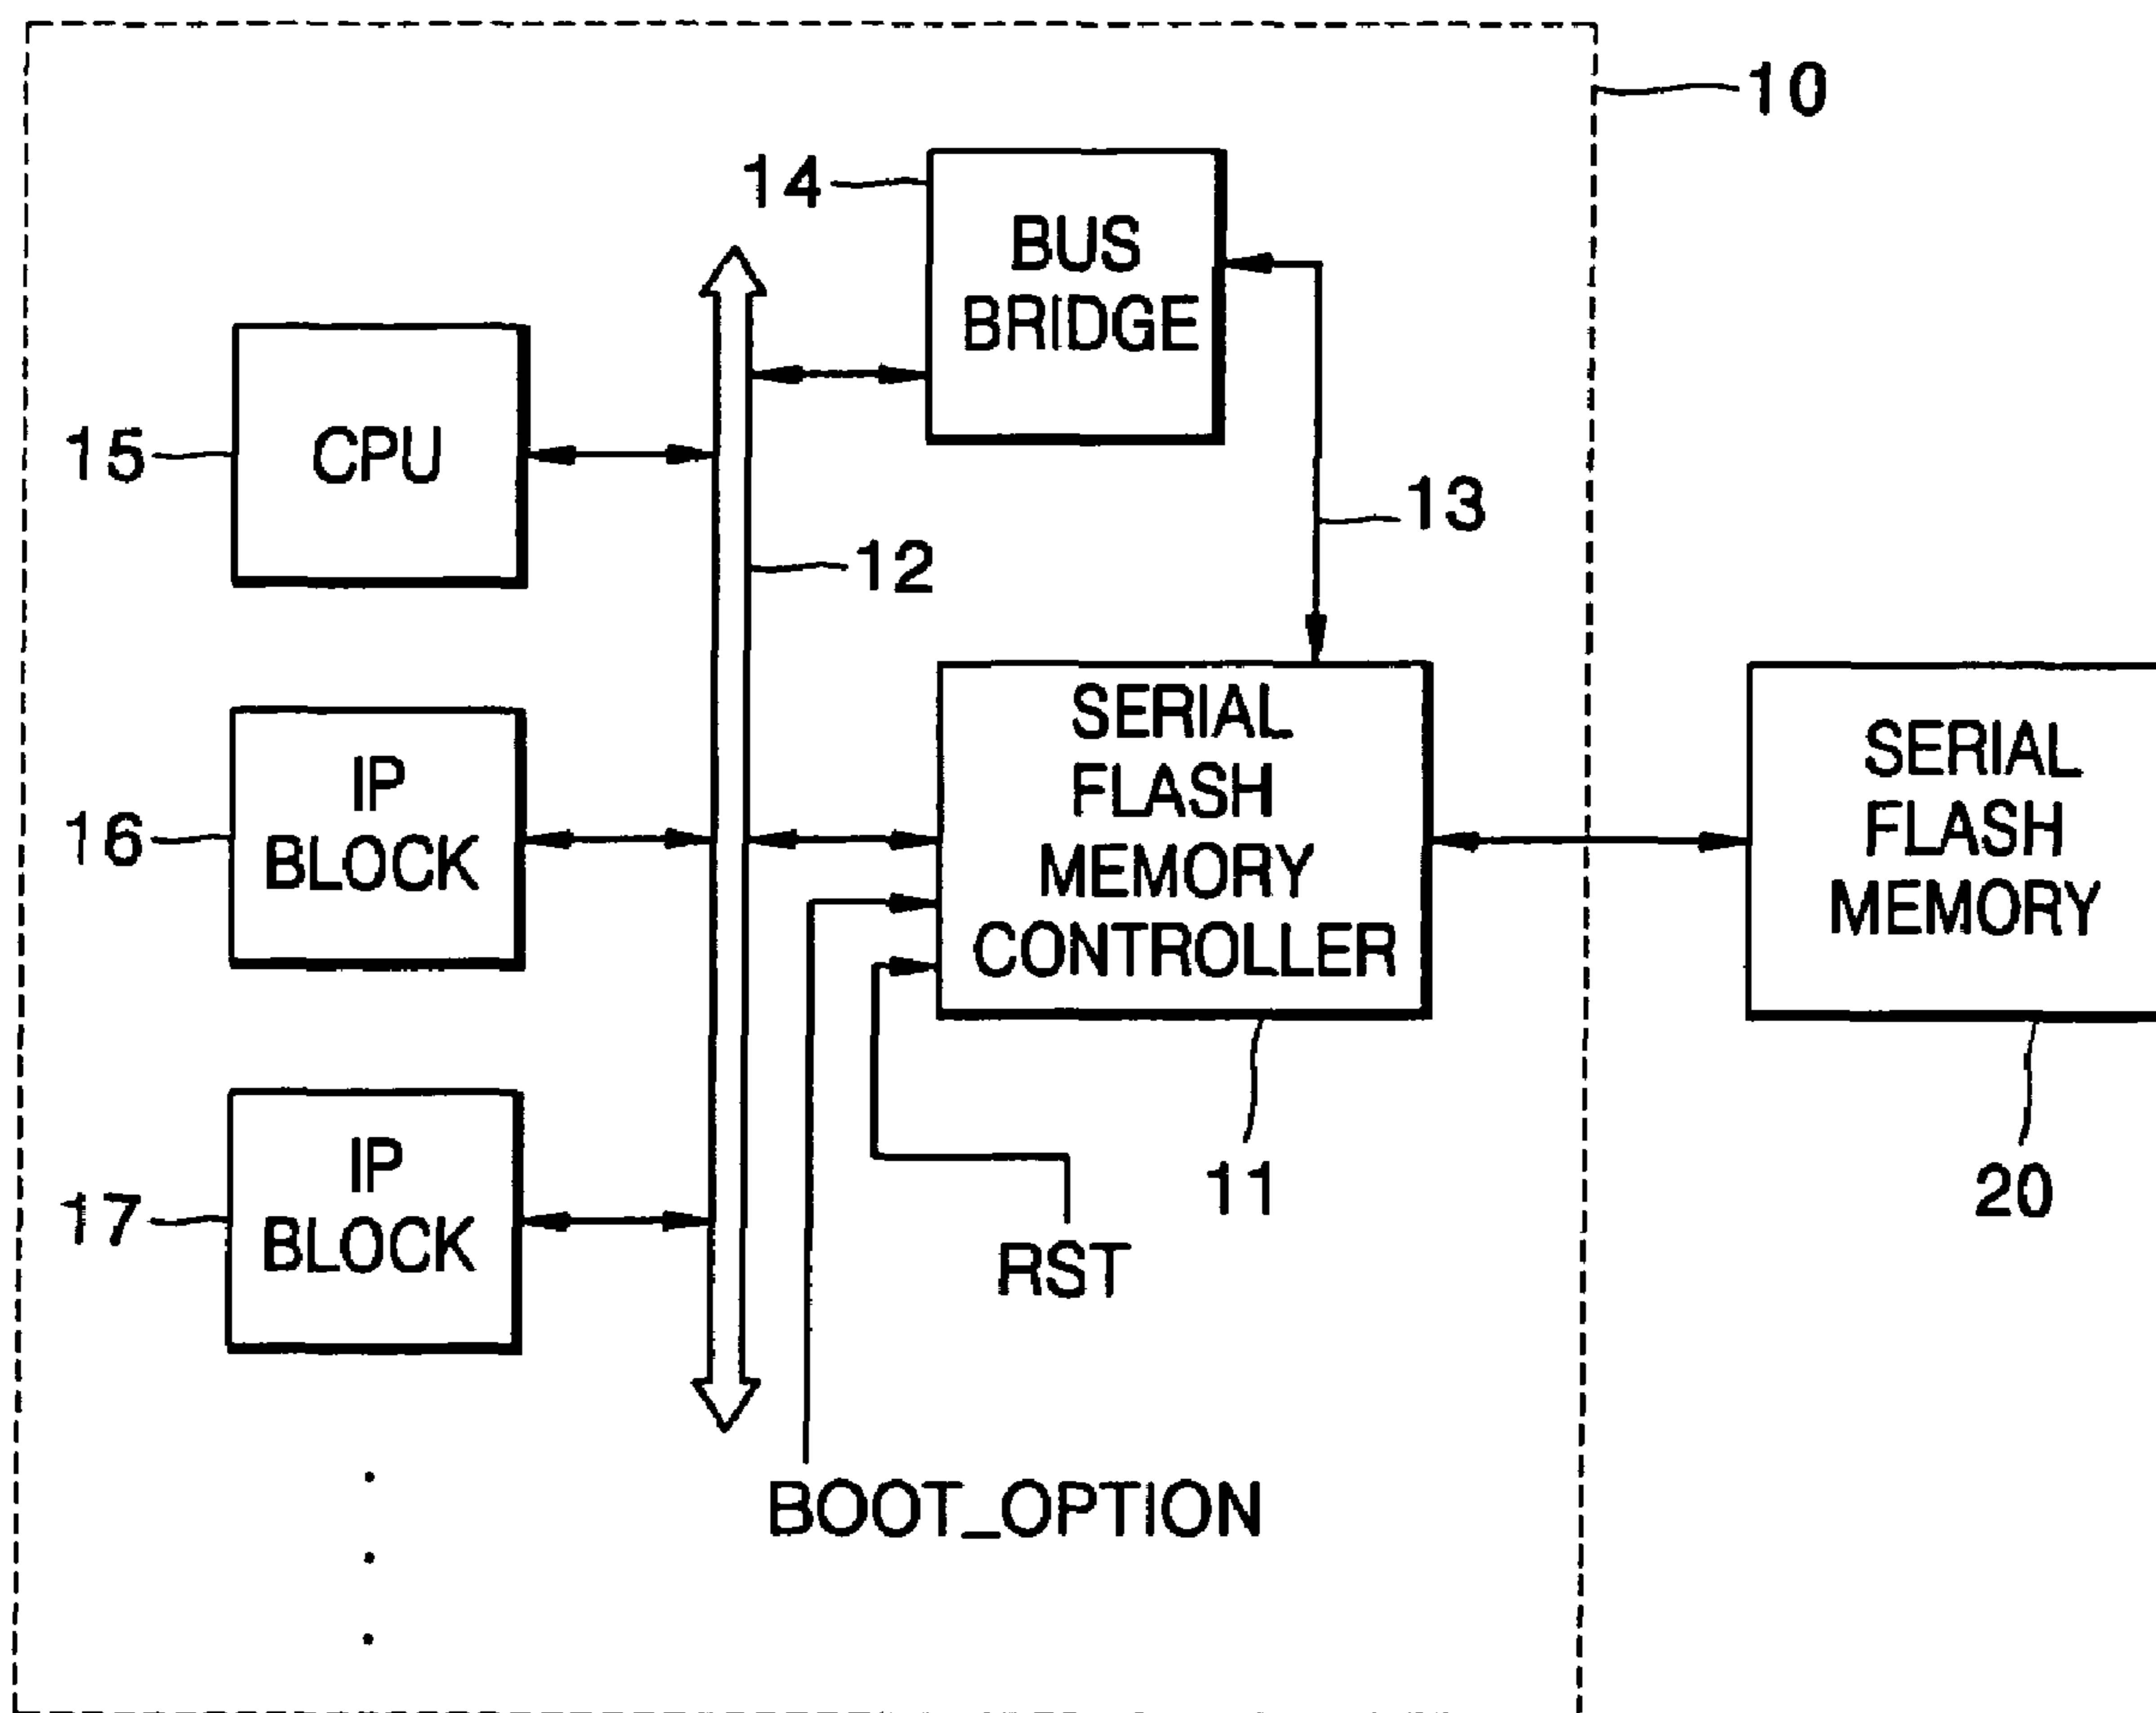 10
14
BUS
BRIDGE
15
CPU
13
12
SERIAL
FLASH
MEMORY
CONTROLLER
SERIAL
FLASH
MEMORY
16
IP
BLOCK
11
20
17
IP
BLOCK
RST
BOOT_OPTION